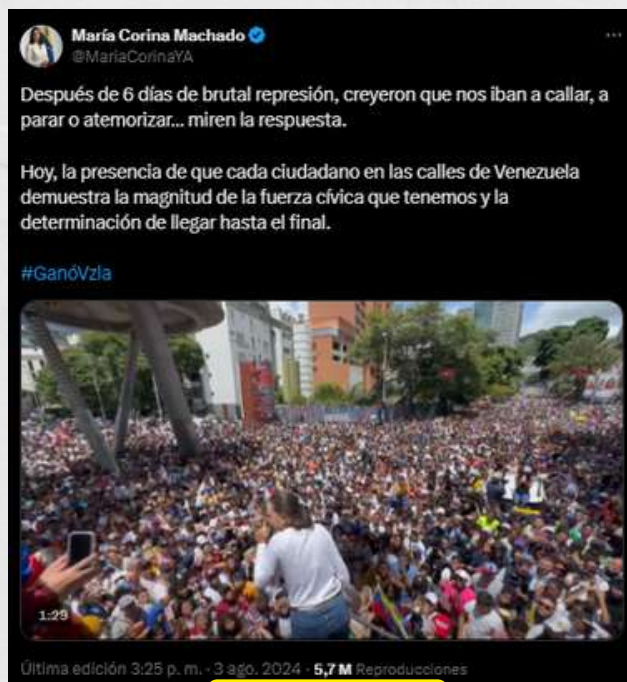 María Corina Machado
@MariaCorinaYA
Después de 6 días de brutal represión, creyeron que nos iban a callar, a
parar o atemorizar... miren la respuesta.
Hoy, la presencia de que cada ciudadano en las calles de Venezuela
demuestra la magnitud de la fuerza cívica que tenemos y la
determinación de llegar hasta el final.
#GanóVzla
1:29
Última edición 3:25 p. m. · 3 ago. 2024 · 5,7 M Reproducciones